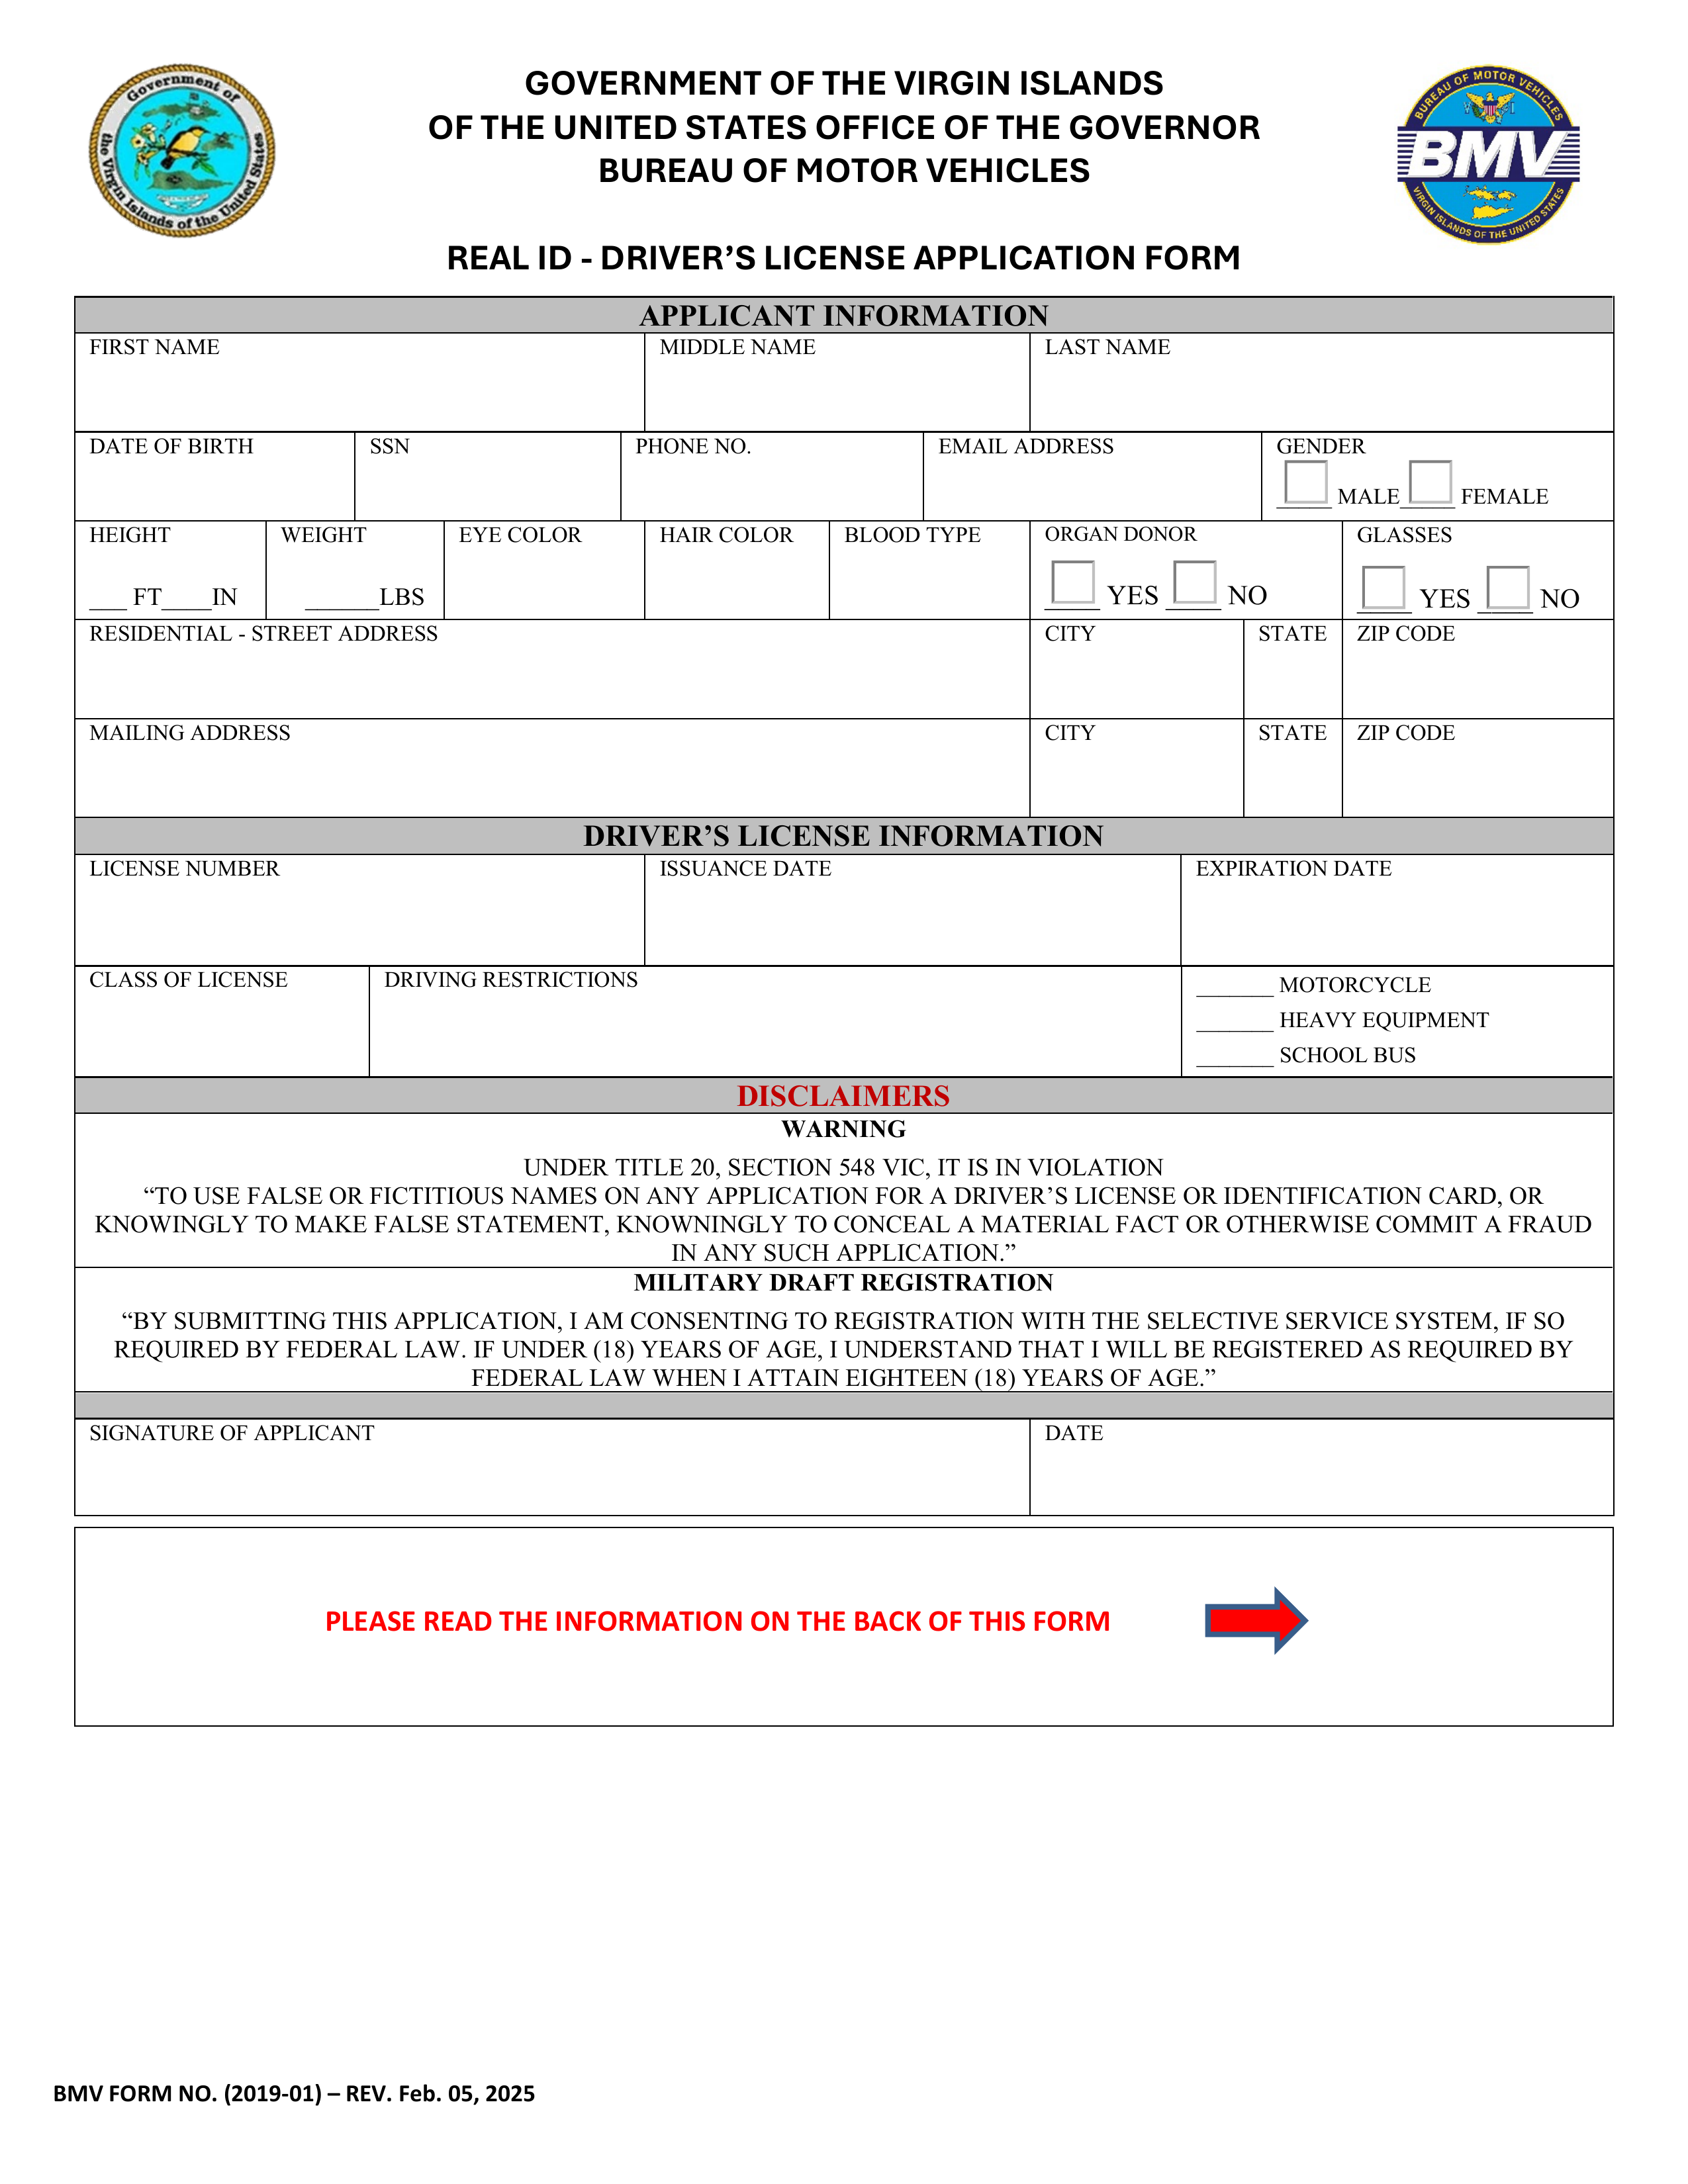 Government of
the Virgin Islands of the United States
GOVERNMENT OF THE VIRGIN ISLANDS
OF THE UNITED STATES OFFICE OF THE GOVERNOR
BUREAU OF MOTOR VEHICLES
BUREAU OF MOTOR VEHICLES
BMV
VIRGIN ISLANDS OF THE UNITED STATES
REAL ID - DRIVER’S LICENSE APPLICATION FORM
APPLICANT INFORMATION
FIRST NAME MIDDLE NAME LAST NAME
DATE OF BIRTH SSN PHONE NO. EMAIL ADDRESS GENDER
_____ MALE _____ FEMALE
HEIGHT WEIGHT EYE COLOR HAIR COLOR BLOOD TYPE ORGAN DONOR GLASSES
___ FT____IN ______LBS ____ YES ____ NO ____ YES ____ NO
RESIDENTIAL - STREET ADDRESS CITY STATE ZIP CODE
MAILING ADDRESS CITY STATE ZIP CODE
DRIVER’S LICENSE INFORMATION
LICENSE NUMBER ISSUANCE DATE EXPIRATION DATE
CLASS OF LICENSE DRIVING RESTRICTIONS
_______ MOTORCYCLE
_______ HEAVY EQUIPMENT
_______ SCHOOL BUS
DISCLAIMERS
WARNING
UNDER TITLE 20, SECTION 548 VIC, IT IS IN VIOLATION
“TO USE FALSE OR FICTITIOUS NAMES ON ANY APPLICATION FOR A DRIVER’S LICENSE OR IDENTIFICATION CARD, OR
KNOWINGLY TO MAKE FALSE STATEMENT, KNOWNINGLY TO CONCEAL A MATERIAL FACT OR OTHERWISE COMMIT A FRAUD
IN ANY SUCH APPLICATION.”
MILITARY DRAFT REGISTRATION
“BY SUBMITTING THIS APPLICATION, I AM CONSENTING TO REGISTRATION WITH THE SELECTIVE SERVICE SYSTEM, IF SO
REQUIRED BY FEDERAL LAW. IF UNDER (18) YEARS OF AGE, I UNDERSTAND THAT I WILL BE REGISTERED AS REQUIRED BY
FEDERAL LAW WHEN I ATTAIN EIGHTEEN (18) YEARS OF AGE.”
SIGNATURE OF APPLICANT DATE
PLEASE READ THE INFORMATION ON THE BACK OF THIS FORM
BMV FORM NO. (2019-01) – REV. Feb. 05, 2025